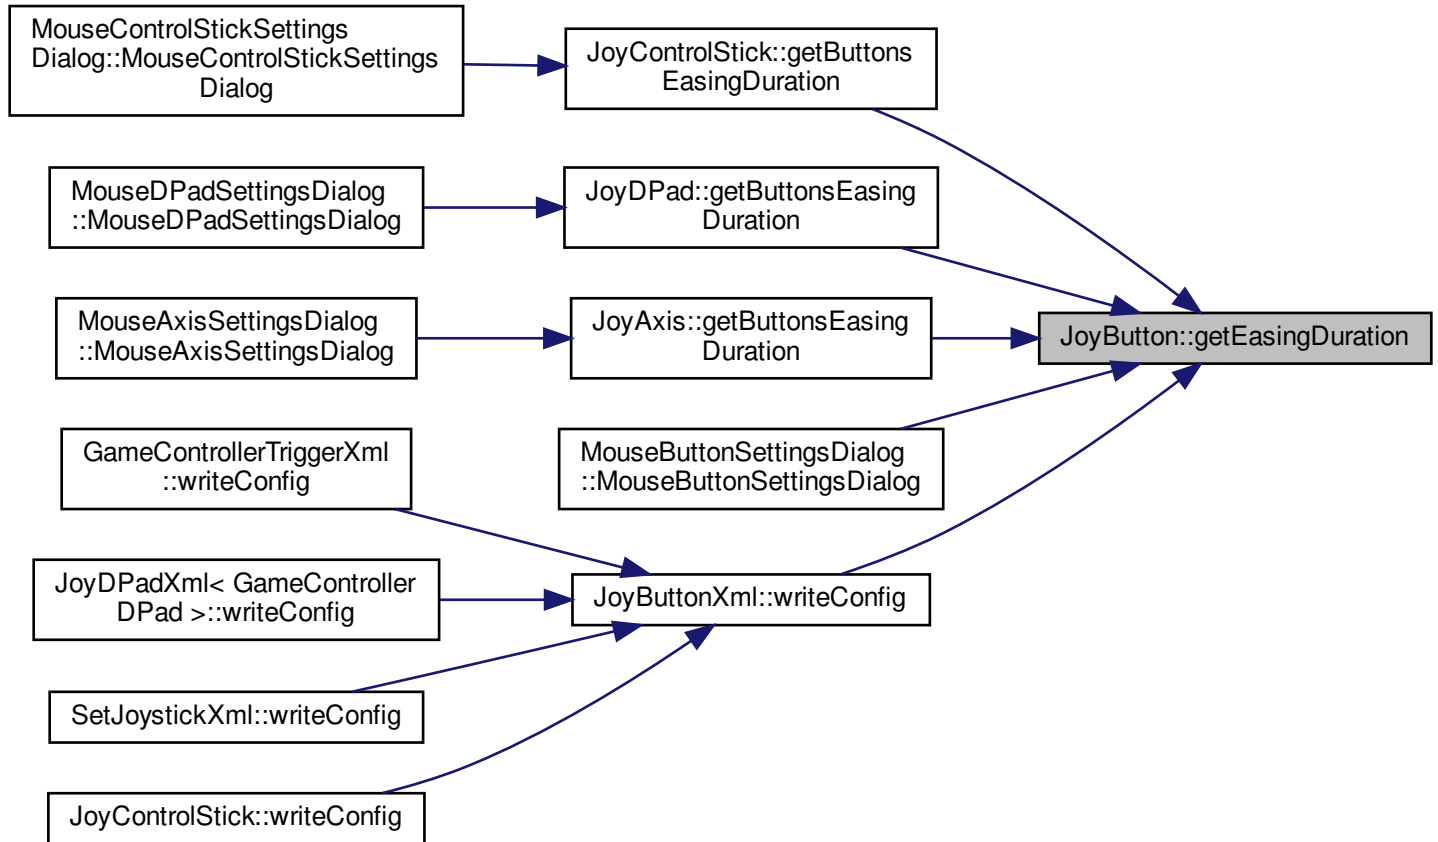 MouseControlStickSettings
Dialog::MouseControlStickSettings
Dialog
JoyControlStick::getButtons
EasingDuration
MouseDPadSettingsDialog
::MouseDPadSettingsDialog
JoyDPad::getButtonsEasing
Duration
MouseAxisSettingsDialog
::MouseAxisSettingsDialog
JoyAxis::getButtonsEasing
Duration
JoyButton::getEasingDuration
GameControllerTriggerXml
::writeConfig
MouseButtonSettingsDialog
::MouseButtonSettingsDialog
JoyDPadXml< GameController
DPad >::writeConfig
JoyButtonXml::writeConfig
SetJoystickXml::writeConfig
JoyControlStick::writeConfig